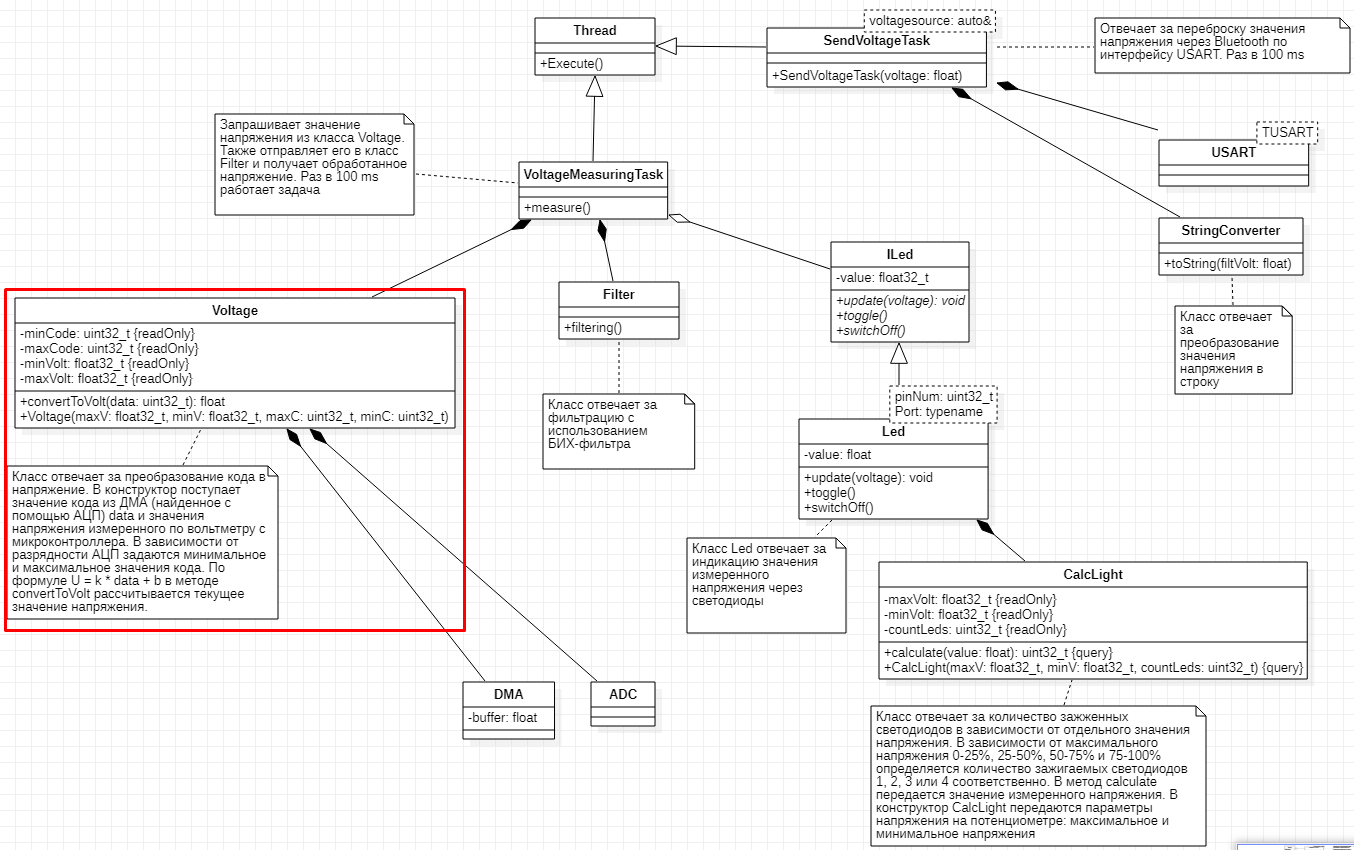 Thread
+Execute()
voltagesource: auto&
SendVoltageTask
+SendVoltageTask(voltage: float)
Отвечает за переброску значения
напряжения через Bluetooth по
интерфейсу USART. Раз в 100 ms
Запрашивает значение
напряжения из класса Voltage.
Также отправляет его в класс
Filter и получает обработанное
напряжение. Раз в 100 ms
работает задача
VoltageMeasuringTask
+measure()
TUSART
USART
StringConverter
+toString(filtVolt: float)
Класс отвечает
за
преобразование
значения
напряжения в
строку
ILed
-value: float32_t
+update(voltage): void
+toggle()
+switchOff()
Filter
+filtering()
Класс отвечает за
фильтрацию с
использованием
БИХ-фильтра
Voltage
-minCode: uint32_t {readOnly}
-maxCode: uint32_t {readOnly}
-minVolt: float32_t {readOnly}
-maxVolt: float32_t {readOnly}
+convertToVolt(data: uint32_t): float
+Voltage(maxV: float32_t, minV: float32_t, maxC: uint32_t, minC: uint32_t)
Класс отвечает за преобразование кода в
напряжение. В конструктор поступает
значение кода из ДМА (найденное с
помощью АЦП) data и значения
напряжения измеренного по вольтметру с
микроконтроллера. В зависимости от
разрядности АЦП задаются минимальное
и максимальное значения кода. По
формуле U = k * data + b в методе
convertToVolt рассчитывается текущее
значение напряжения.
pinNum: uint32_t
Port: typename
Led
-value: float
+update(voltage): void
+toggle()
+switchOff()
Класс Led отвечает за
индикацию значения
измеренного
напряжения через
светодиоды
CalcLight
-maxVolt: float32_t {readOnly}
-minVolt: float32_t {readOnly}
-countLeds: uint32_t {readOnly}
+calculate(value: float): uint32_t {query}
+CalcLight(maxV: float32_t, minV: float32_t, countLeds: uint32_t) {query}
DMA
-buffer: float
ADC
Класс отвечает за количество зажженных
светодиодов в зависимости от отдельного значения
напряжения. В зависимости от максимального
напряжения 0-25%, 25-50%, 50-75% и 75-100%
определяется количество зажигаемых светодиодов
1, 2, 3 или 4 соответственно. В метод calculate
передается значение измеренного напряжения. В
конструктор CalcLight передаются параметры
напряжения на потенциометре: максимальное и
минимальное напряжения